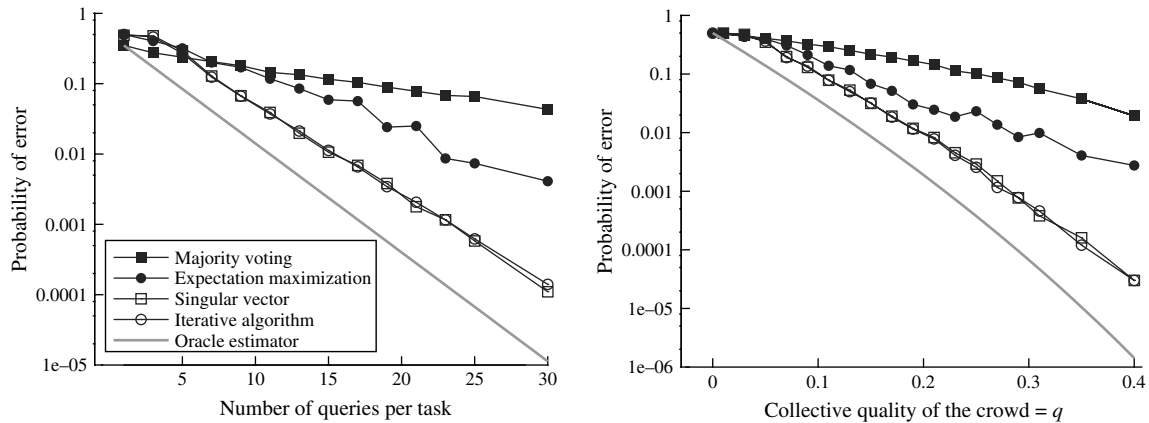 1
0.1
0.01
0.001
0.0001
1e−05
Probability of error
5
10
15
20
25
30
Number of queries per task
Majority voting
Expectation maximization
Singular vector
Iterative algorithm
Oracle estimator
1
0.1
0.01
0.001
0.0001
1e−05
1e−06
Probability of error
0
0.1
0.2
0.3
0.4
Collective quality of the crowd = q